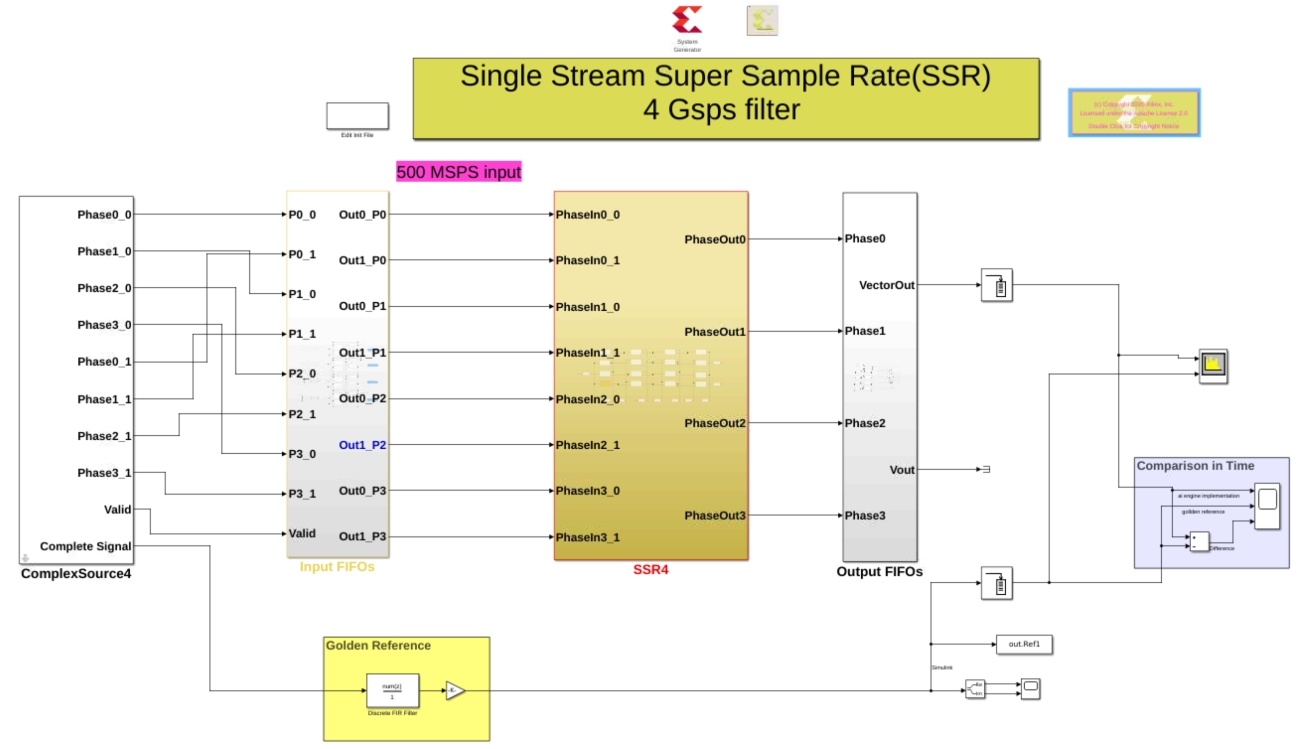 System
Generator
Single Stream Super Sample Rate(SSR)
4 Gsps filter
Edit Init File
(c) Copyright 2020 Xilinx, Inc.
Licensed under the Apache License 2.0
Double Click for Copyright Notice
500 MSPS input
Phase0_0
Phase1_0
Phase2_0
Phase3_0
Phase0_1
Phase1_1
Phase2_1
Phase3_1
Valid
Complete Signal
ComplexSource4
P0_0
P0_1
P1_0
P1_1
P2_0
P2_1
P3_0
P3_1
Valid
Out0_P0
Out1_P0
Out0_P1
Out1_P1
Out0_P2
Out1_P2
Out0_P3
Out1_P3
Input FIFOs
PhaseIn0_0
PhaseIn0_1
PhaseIn1_0
PhaseIn1_1
PhaseIn2_0
PhaseIn2_1
PhaseIn3_0
PhaseIn3_1
PhaseOut0
PhaseOut1
PhaseOut2
PhaseOut3
SSR4
Phase0
Phase1
Phase2
Phase3
VectorOut
Vout
Output FIFOs
Comparison in Time
ai engine implementation
gollden reference
Difference
Golden Reference
num(z)
1
Discrete FIR Filter
-K-
out.Ref1
Simulink
Re
Im